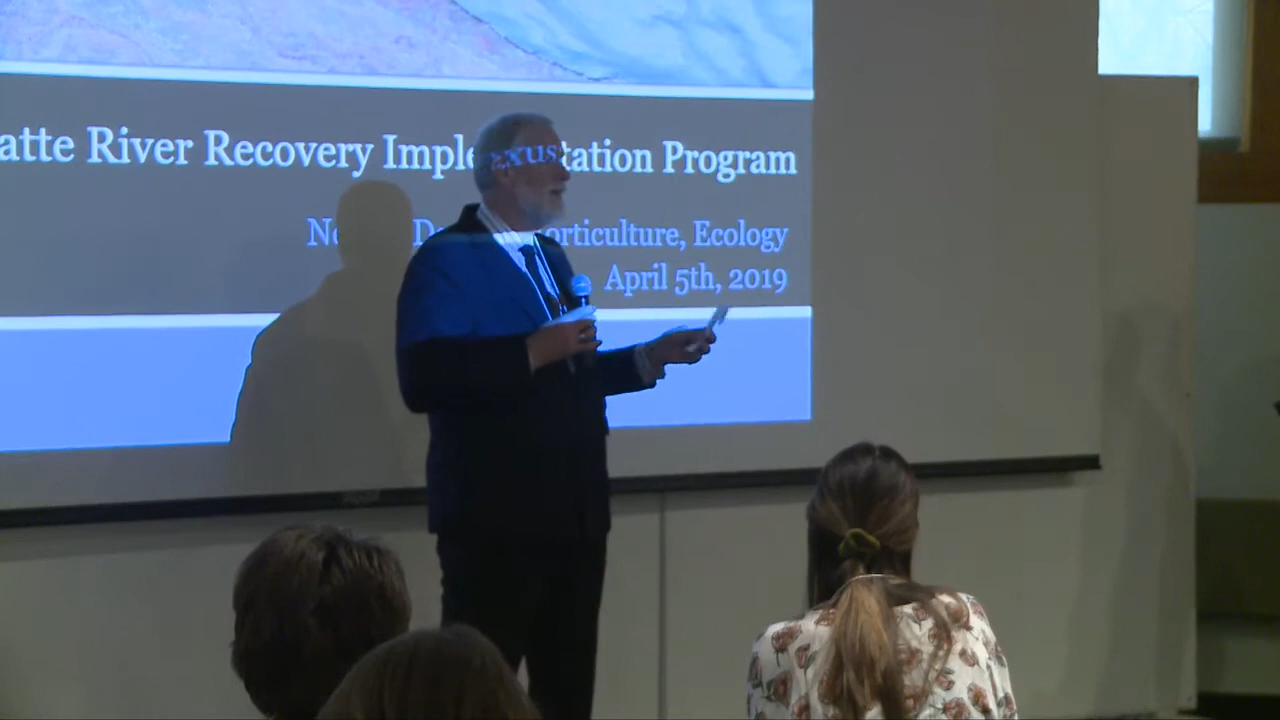 atte River Recovery Imple tation Program
orticulture, Ecology
April 5th, 2019